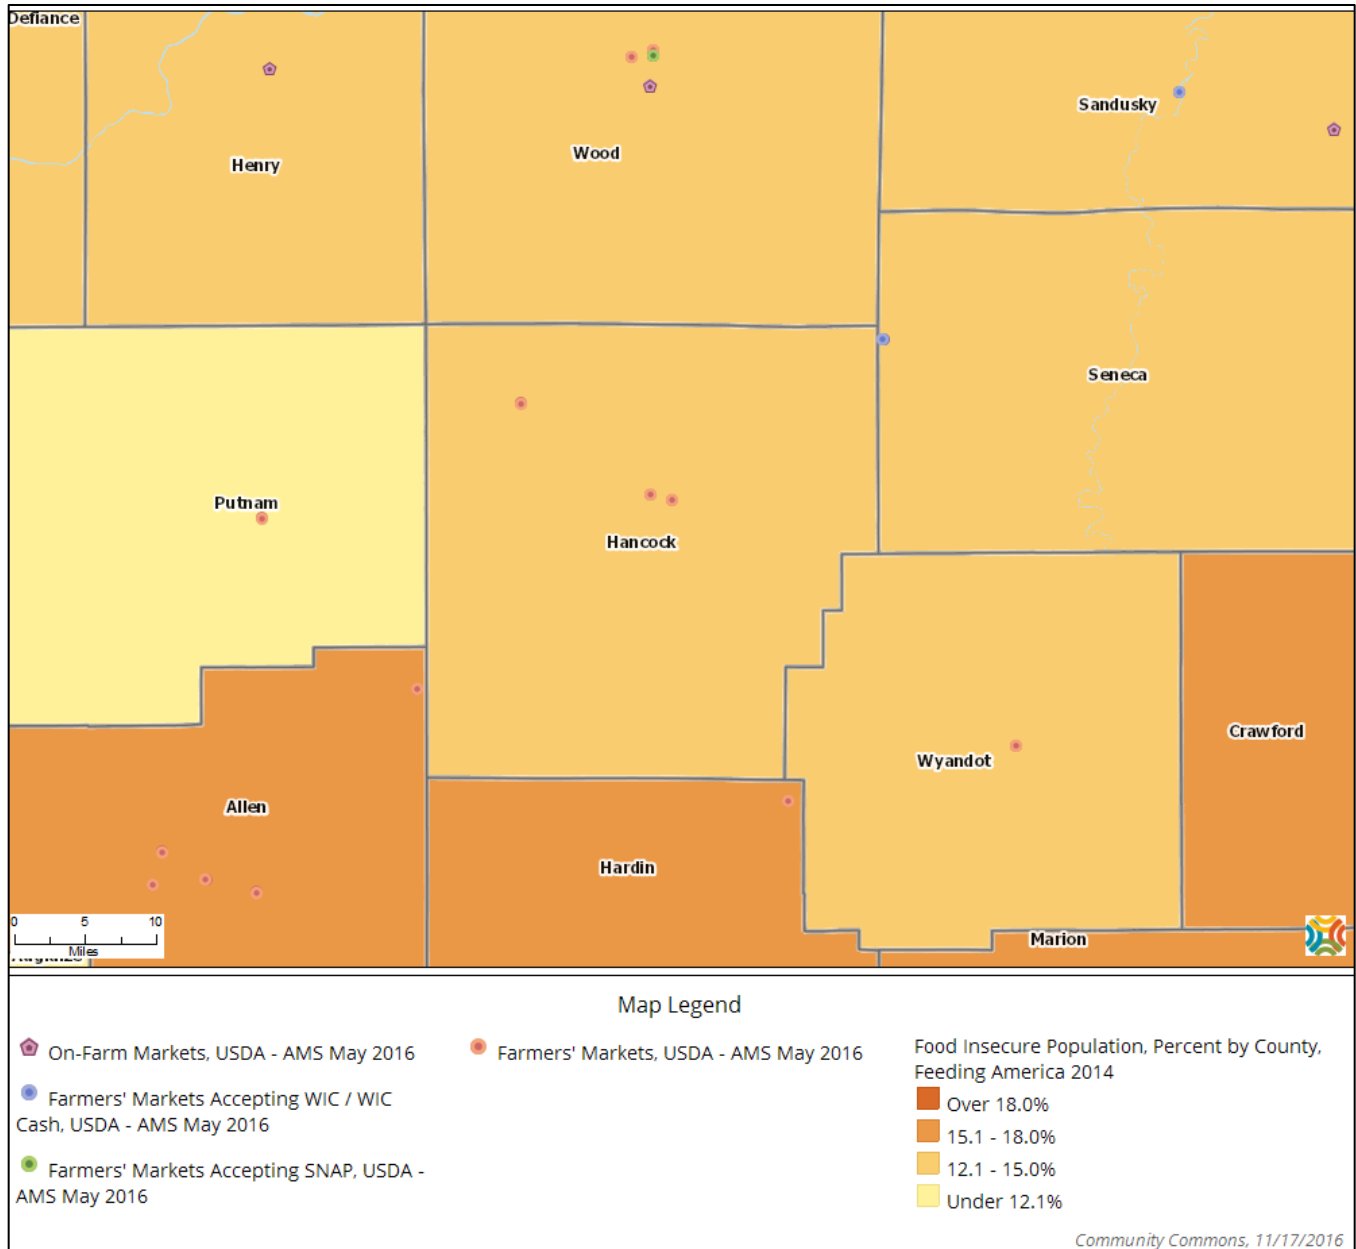 Defiance
Henry
Wood
Sandusky
Seneca
Putnam
Hancock
Wyandot
Crawford
Allen
Hardin
Marion
0 5 10
Miles
Map Legend
On-Farm Markets, USDA - AMS May 2016
Farmers' Markets Accepting WIC / WIC
Cash, USDA - AMS May 2016
Farmers' Markets Accepting SNAP, USDA -
AMS May 2016
Farmers' Markets, USDA - AMS May 2016
Food Insecure Population, Percent by County,
Feeding America 2014
Over 18.0%
15.1 - 18.0%
12.1 - 15.0%
Under 12.1%
Community Commons, 11/17/2016